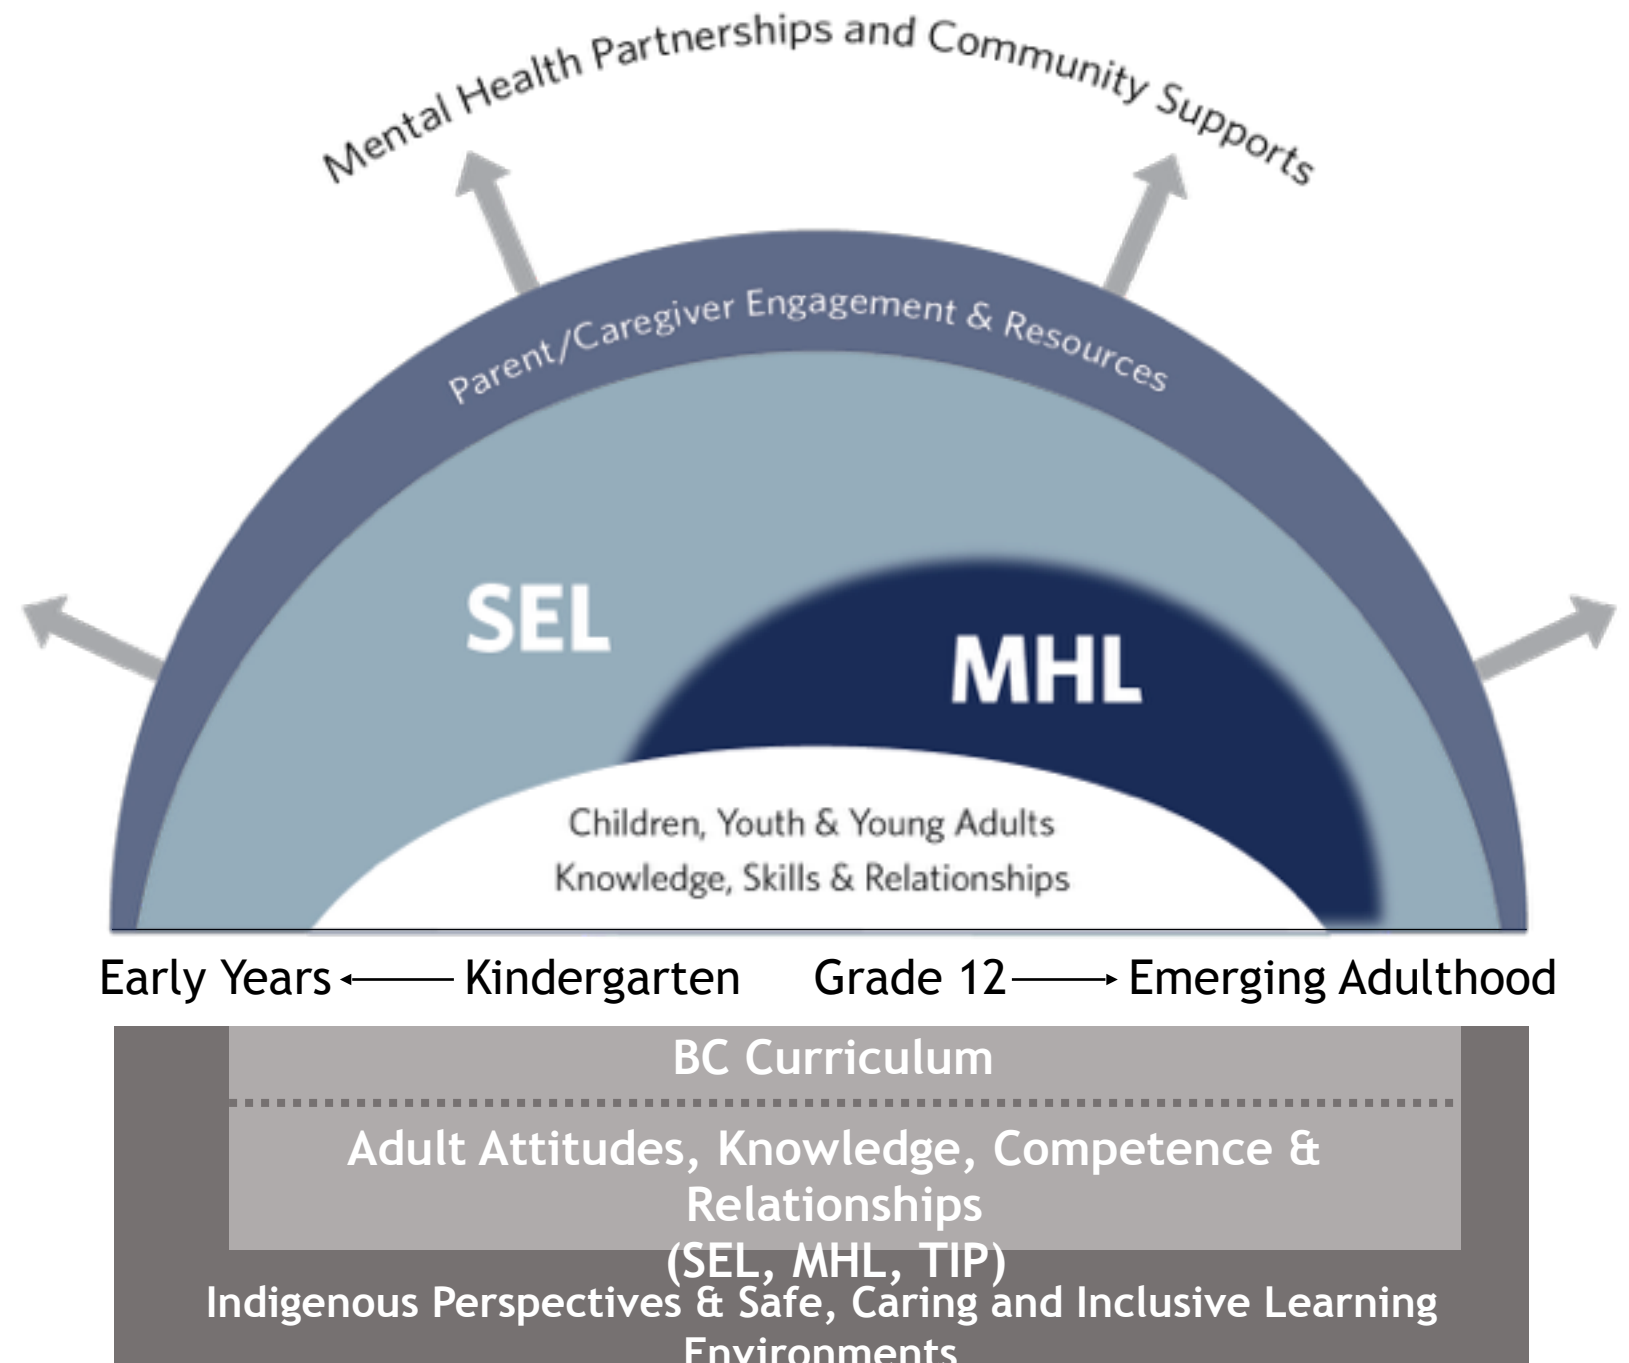 Mental Health Partnerships and Community Supports
Parent/Caregiver Engagement & Resources
SEL
MHL
Children, Youth & Young Adults
Knowledge, Skills & Relationships
Early Years Kindergarten Grade 12 Emerging Adulthood
BC Curriculum
Adult Attitudes, Knowledge, Competence &
Relationships
(SEL, MHL, TIP)
Indigenous Perspectives & Safe, Caring and Inclusive Learning
Environments